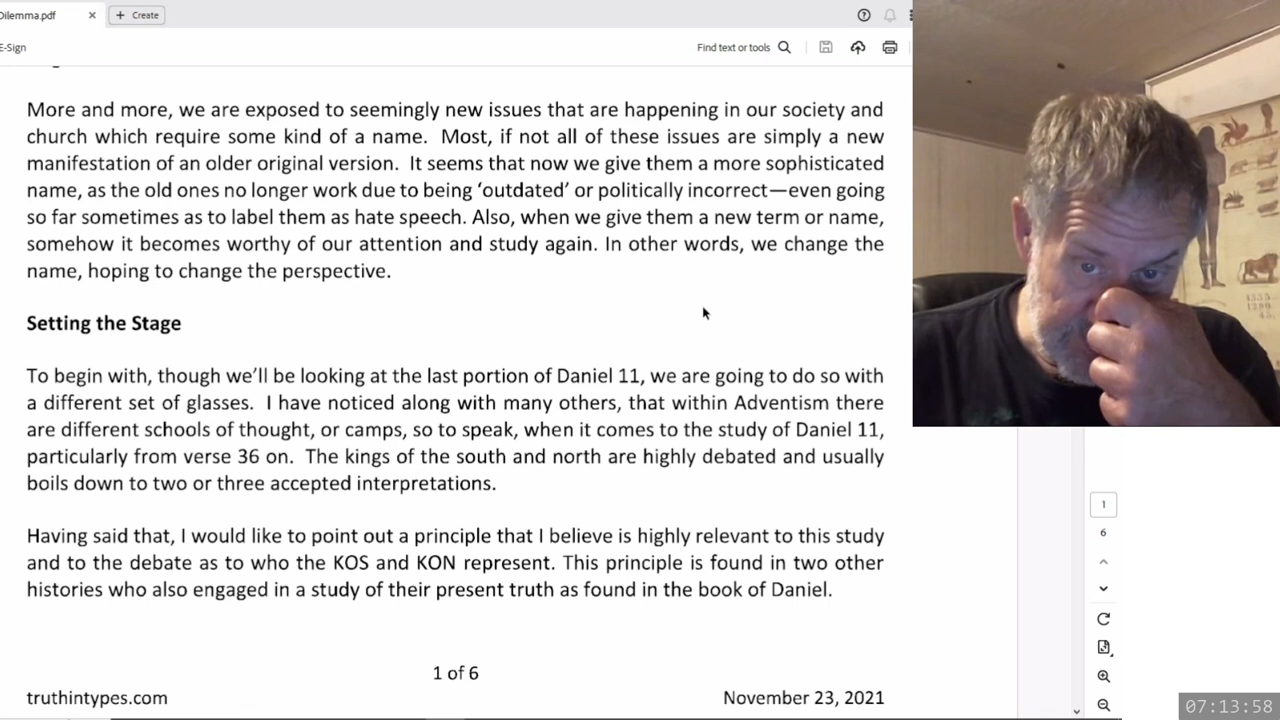 Dilemma.pdf
Create
E-Sign
Find text or tools
More and more, we are exposed to seemingly new issues that are happening in our society and
church which require some kind of a name. Most, if not all of these issues are simply a new
manifestation of an older original version. It seems that now we give them a more sophisticated
name, as the old ones no longer work due to being ‘outdated’ or politically incorrect—even going
so far sometimes as to label them as hate speech. Also, when we give them a new term or name,
somehow it becomes worthy of our attention and study again. In other words, we change the
name, hoping to change the perspective.
Setting the Stage
To begin with, though we’ll be looking at the last portion of Daniel 11, we are going to do so with
a different set of glasses. I have noticed along with many others, that within Adventism there
are different schools of thought, or camps, so to speak, when it comes to the study of Daniel 11,
particularly from verse 36 on. The kings of the south and north are highly debated and usually
boils down to two or three accepted interpretations.
Having said that, I would like to point out a principle that I believe is highly relevant to this study
and to the debate as to who the KOS and KON represent. This principle is found in two other
histories who also engaged in a study of their present truth as found in the book of Daniel.
1 of 6
truthintypes.com
November 23, 2021
1
6
07:13:58